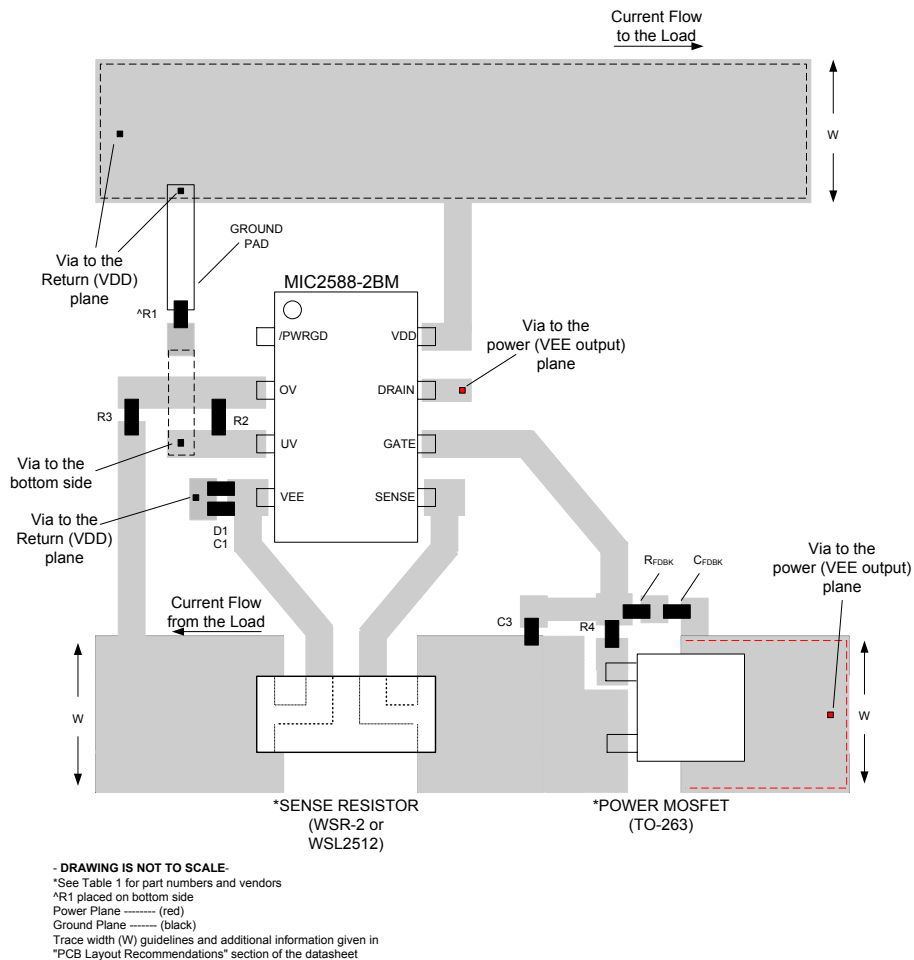 Current Flow
to the Load
W
GROUND
PAD
Via to the
Return (VDD)
plane
MIC2588-2BM
^R1
/PWRGD
VDD
Via to the
power (VEE output)
plane
OV
DRAIN
R3
R2
UV
GATE
Via to the
bottom side
VEE
SENSE
Via to the
Return (VDD)
plane
D1
C1
RFDBK
CFDBK
Via to the
power (VEE output)
plane
Current Flow
from the Load
C3
R4
W
W
*SENSE RESISTOR
(WSR-2 or
WSL2512)
*POWER MOSFET
(TO-263)
- DRAWING IS NOT TO SCALE-
*See Table 1 for part numbers and vendors
^R1 placed on bottom side
Power Plane -------- (red)
Ground Plane ------- (black)
Trace width (W) guidelines and additional information given in
"PCB Layout Recommendations" section of the datasheet